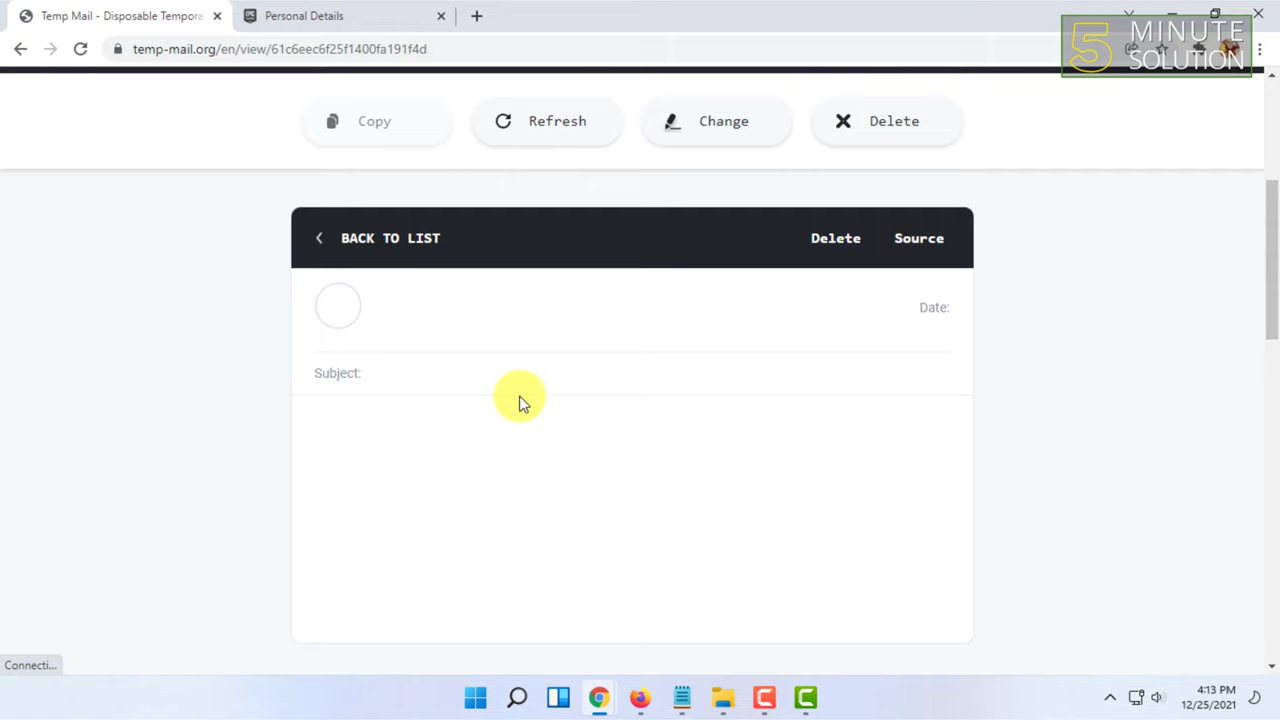 Temp Mail - Disposable Tempora
Personal Details
temp-mail.org/en/view/61c6eec6f25f1400fa191f4d
5 MINUTE
SOLUTION
Copy
Refresh
Change
Delete
BACK TO LIST
Delete
Source
Date:
Subject:
Connecti...
4:13 PM
12/25/2021